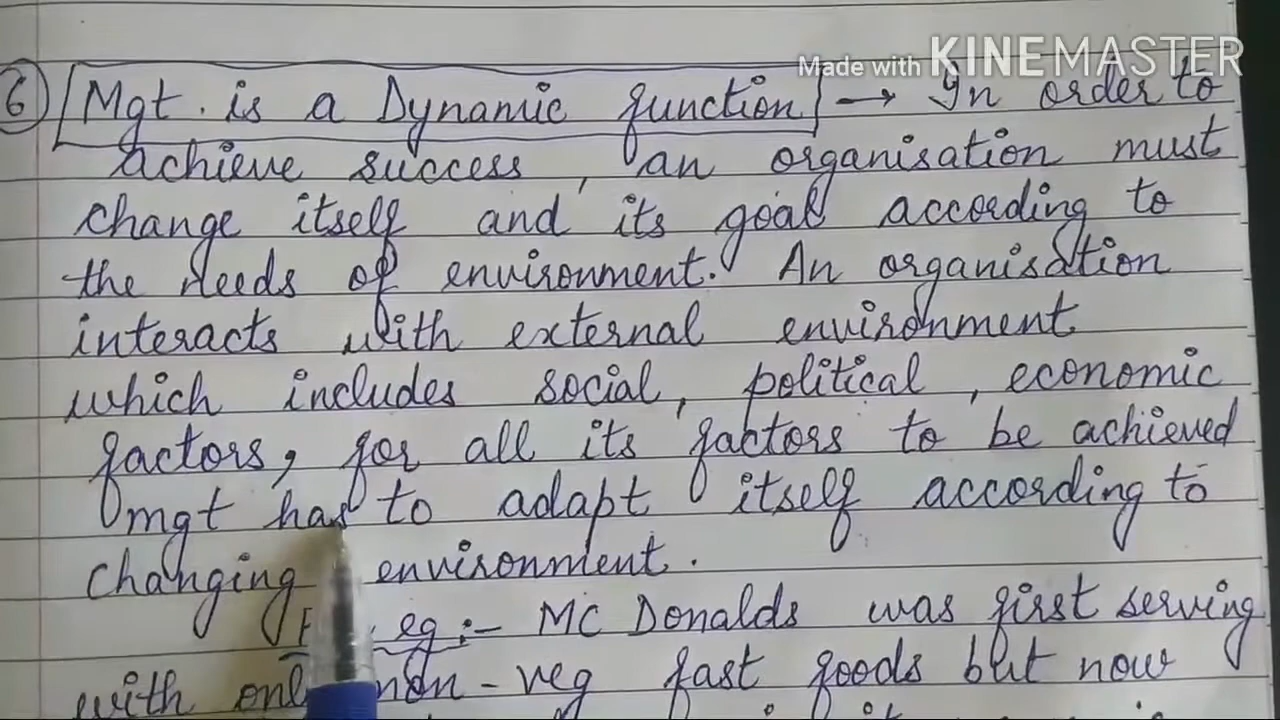 Made with KINEMASTER
6 Mgt. is a Dynamic function → In order to
achieve success, an organisation must
change itself and its goal according to
the needs of environment. An organisation
interacts with external environment
which includes social, political, economic
factors, for all its factors to be achieved
mgt has to adapt itself according to
changing environment.
eg :- MC Donalds was first serving
with non-veg fast foods but now